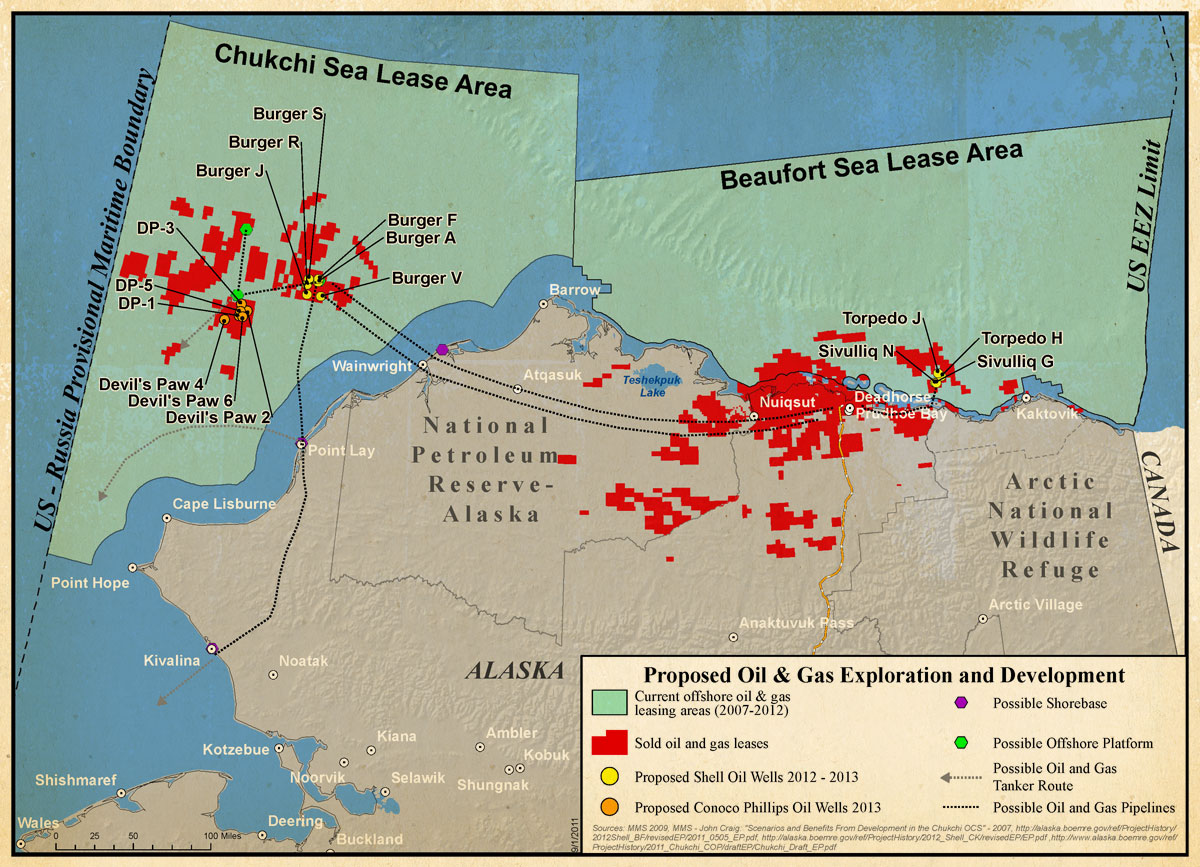 Chukchi Sea Lease Area
Beaufort Sea Lease Area
US - Russia Provisional Maritime Boundary
US EEZ Limit
Burger S
Burger R
Burger J
Burger F
Burger A
Burger V
DP-3
DP-5
DP-1
Devil's Paw 4
Devil's Paw 6
Devil's Paw 2
Torpedo J
Torpedo H
Sivulliq N
Sivulliq G
Barrow
Wainwright
Atqasuk
Teshekpuk
Lake
Nuiqsut
Deadhorse
Prudhoe Bay
Kaktovik
Point Lay
National
Petroleum
Reserve-
Alaska
Arctic
National
Wildlife
Refuge
CANADA
Cape Lisburne
Point Hope
Arctic Village
Anaktuvuk Pass
Kivalina
Noatak
ALASKA
Kotzebue
Kiana
Ambler
Kobuk
Shungnak
Noorvik
Selawik
Shishmaref
Deering
Buckland
Wales
0 25 50 100 Miles
9/1/2011
Proposed Oil & Gas Exploration and Development
Current offshore oil & gas
leasing areas (2007-2012)
Sold oil and gas leases
Proposed Shell Oil Wells 2012 - 2013
Proposed Conoco Phillips Oil Wells 2013
Possible Shorebase
Possible Offshore Platform
Possible Oil and Gas
Tanker Route
Possible Oil and Gas Pipelines
Sources: MMS 2009, MMS - John Craig: "Scenarios and Benefits From Development in the Chukchi OCS" - 2007, http://alaska.boemre.gov/ref/ProjectHistory/
2012Shell_BF/revisedEP/2011_0505_EP.pdf, http://alaska.boemre.gov/ref/ProjectHistory/2012_Shell_CK/revisedEP/EP.pdf ,http://www.alaska.boemre.gov/ref/
ProjectHistory/2011_Chukchi_COP/draftEP/Chukchi_Draft_EP.pdf